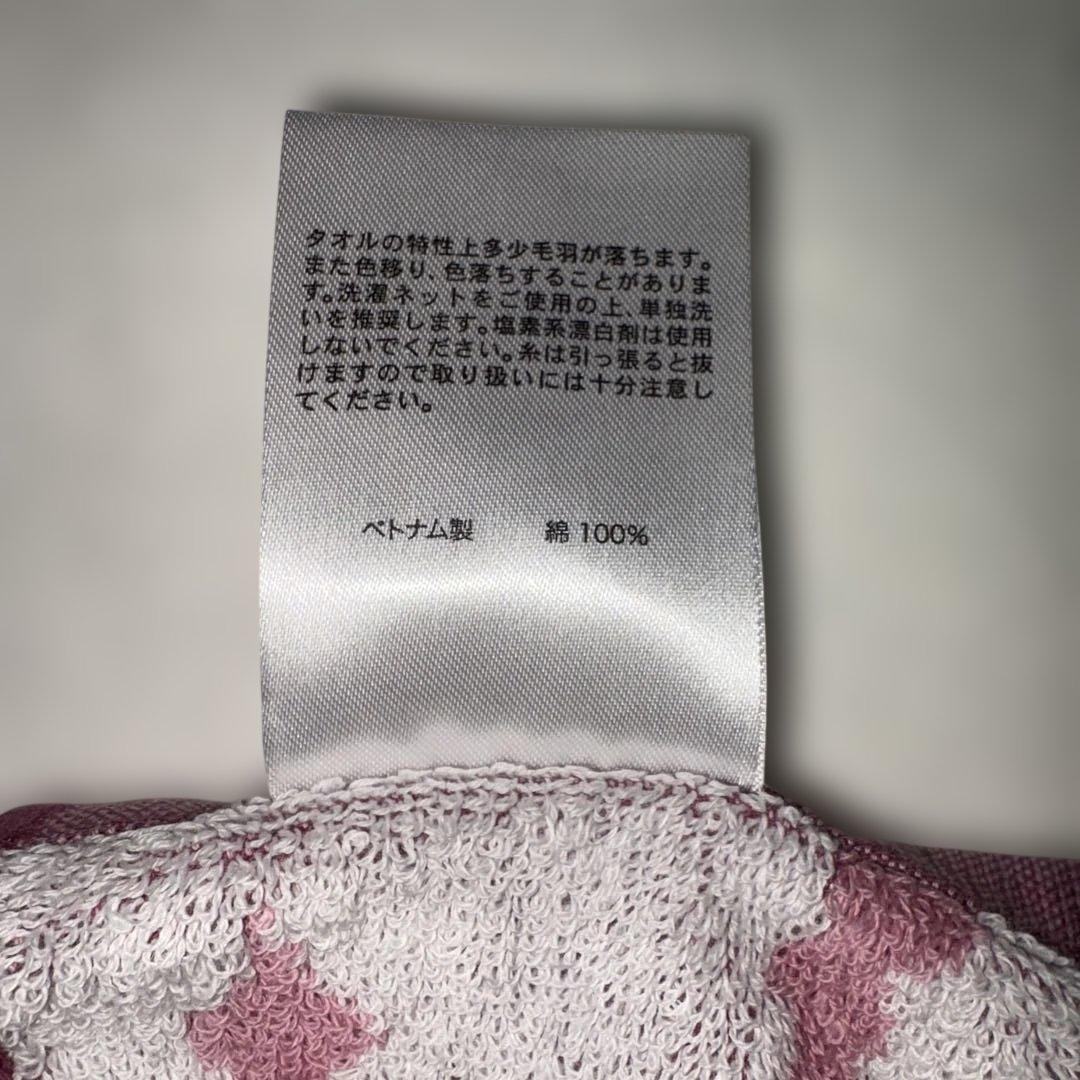 タオルの特性上多少毛羽が落ちます。
また色移り、色落ちすることがありま
す。洗濯ネットをご使用の上、単独洗
いを推奨します。塩素系漂白剤は使用
しないでください。糸は引っ張ると抜
けますので取り扱いには十分注意し
てください。
ベトナム製 綿 100%